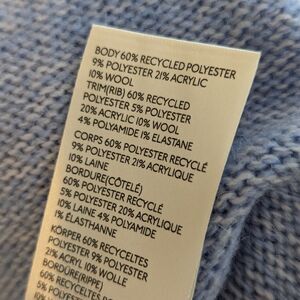 BODY 60% RECYCLED POLYESTER
9% POLYESTER 21% ACRYLIC
10% WOOL
TRIM(RIB) 60% RECYCLED
POLYESTER 5% POLYESTER
20% ACRYLIC 10% WOOL
4% POLYAMIDE 1% ELASTANE
CORPS 60% POLYESTER RECYCLÉ
9% POLYESTER 21% ACRYLIQUE
10% LAINE
BORDURE(CÔTELÉ)
60% POLYESTER RECYCLÉ
5% POLYESTER 20% ACRYLIQUE
10% LAINE 4% POLYAMIDE
1% ÉLASTHANNE
KÖRPER 60% RECYCELTES
POLYESTER 9% POLYESTER
21% ACRYL 10% WOLLE
BORDÜRE(RIPPE)
60% RECYCELTES
5% POLYESTER